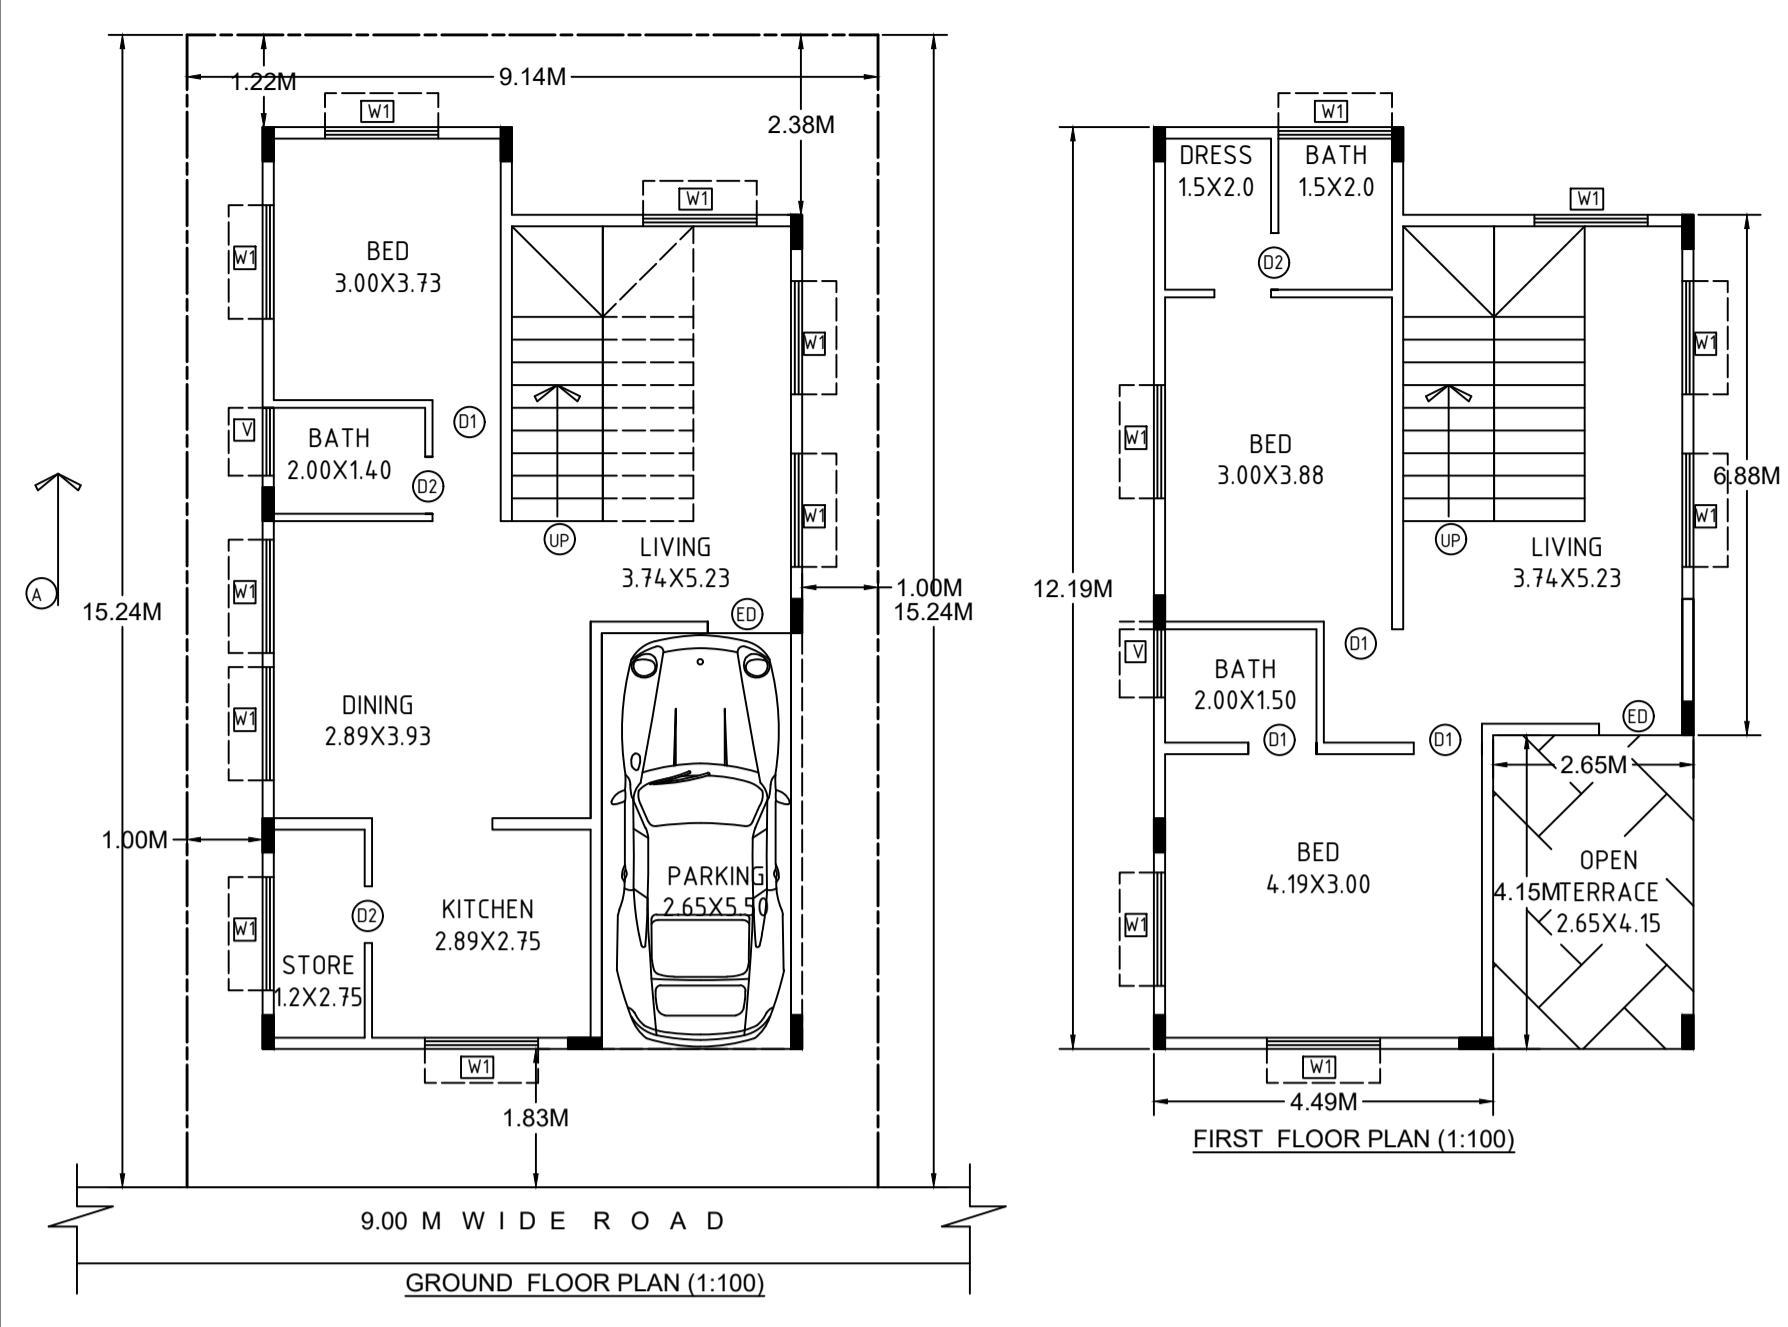 1.22M
9.14M
2.38M
W1
W1
W1
BED
3.00X3.73
W1
V
BATH
2.00X1.40
D1
D2
W1
UP
LIVING
3.74X5.23
A
15.24M
W1
1.00M
15.24M
ED
DINING
2.89X3.93
W1
1.00M
PARKING
2.65X5.50
KITCHEN
2.89X2.75
D2
W1
STORE
1.2X2.75
W1
1.83M
9.00 M W I D E R O A D
GROUND FLOOR PLAN (1:100)
W1
DRESS
1.5X2.0
BATH
1.5X2.0
W1
D2
W1
W1
BED
3.00X3.88
6.88M
W1
UP
LIVING
3.74X5.23
12.19M
V
D1
BATH
2.00X1.50
D1
D1
ED
2.65M
BED
4.19X3.00
4.15M
OPEN
TERRACE
2.65X4.15
W1
W1
4.49M
FIRST FLOOR PLAN (1:100)